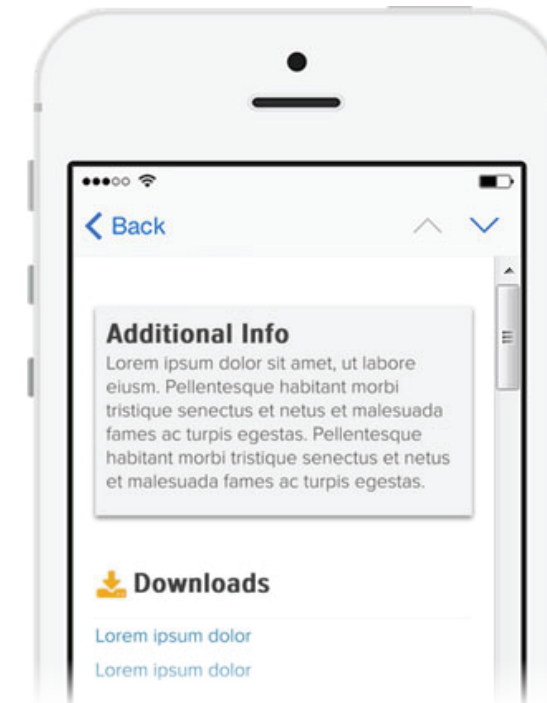 Back
Additional Info
Lorem ipsum dolor sit amet, ut labore
eiusm. Pellentesque habitant morbi
tristique senectus et netus et malesuada
fames ac turpis egestas. Pellentesque
habitant morbi tristique senectus et netus
et malesuada fames ac turpis egestas.
Downloads
Lorem ipsum dolor
Lorem ipsum dolor